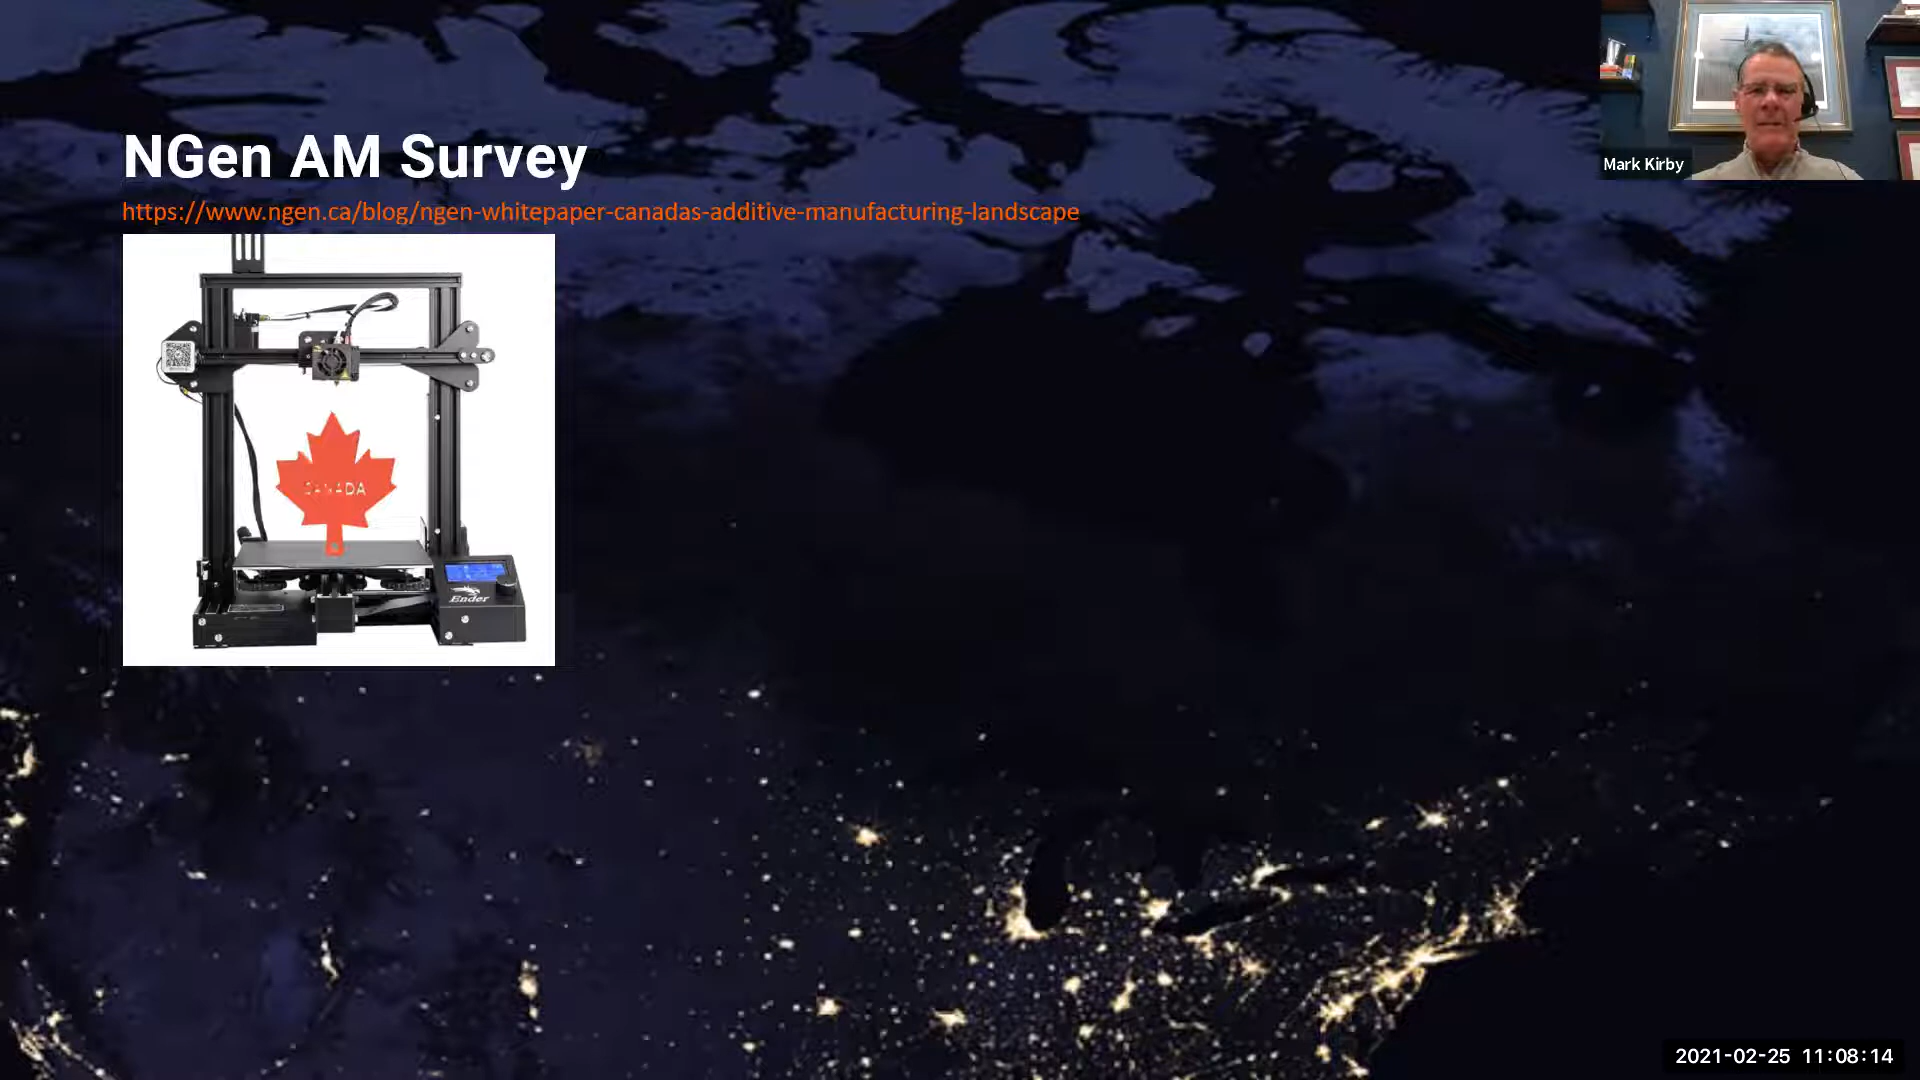 NGen AM Survey
https://www.ngen.ca/blog/ngen-whitepaper-canadas-additive-manufacturing-landscape
Mark Kirby
CANADA
Ender
2021-02-25 11:08:14